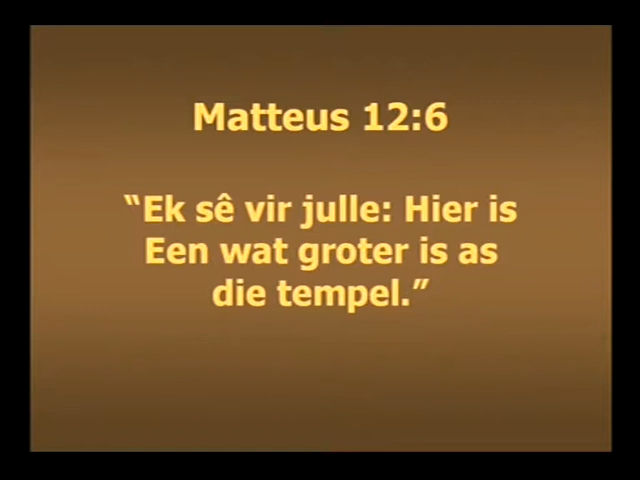 Matteus 12:6
“Ek sê vir julle: Hier is
Een wat groter is as
die tempel.”